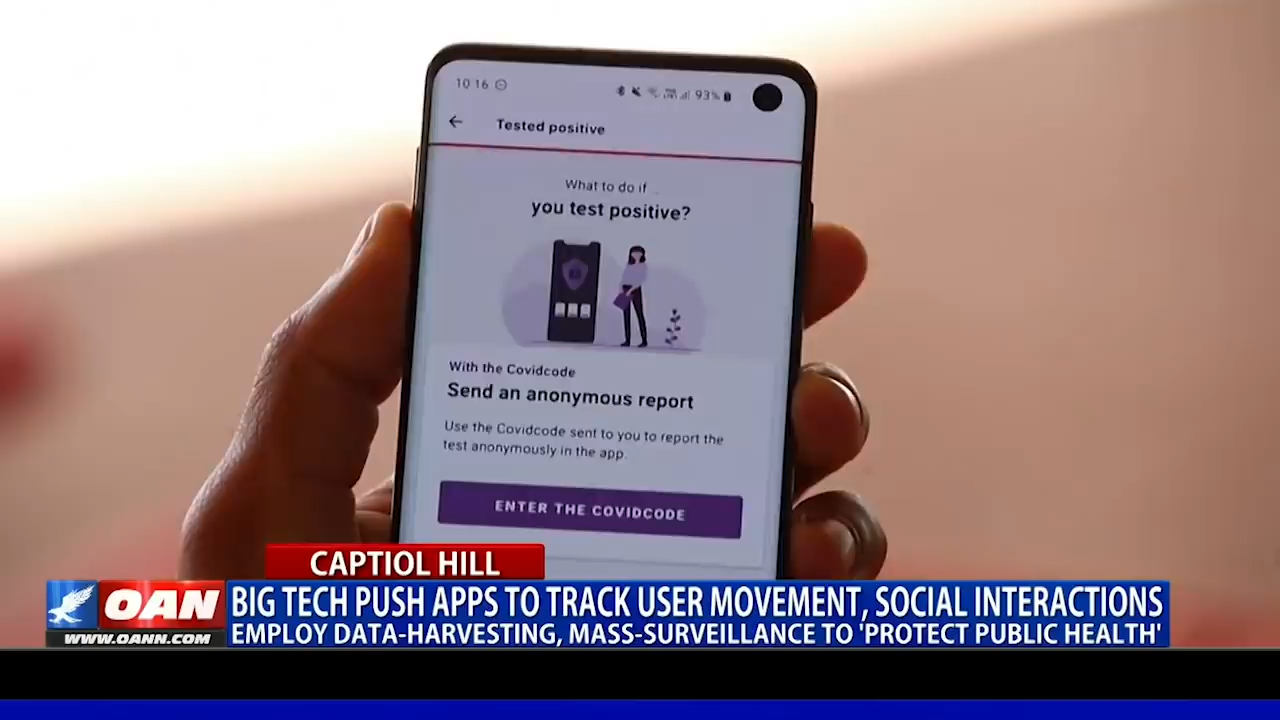 10:16
93%
Tested positive
What to do if
you test positive?
With the Covidcode
Send an anonymous report
Use the Covidcode sent to you to report the
test anonymously in the app.
ENTER THE COVIDCODE
CAPTIOL HILL
OAN
WWW.OANN.COM
BIG TECH PUSH APPS TO TRACK USER MOVEMENT, SOCIAL INTERACTIONS
EMPLOY DATA-HARVESTING, MASS-SURVEILLANCE TO 'PROTECT PUBLIC HEALTH'